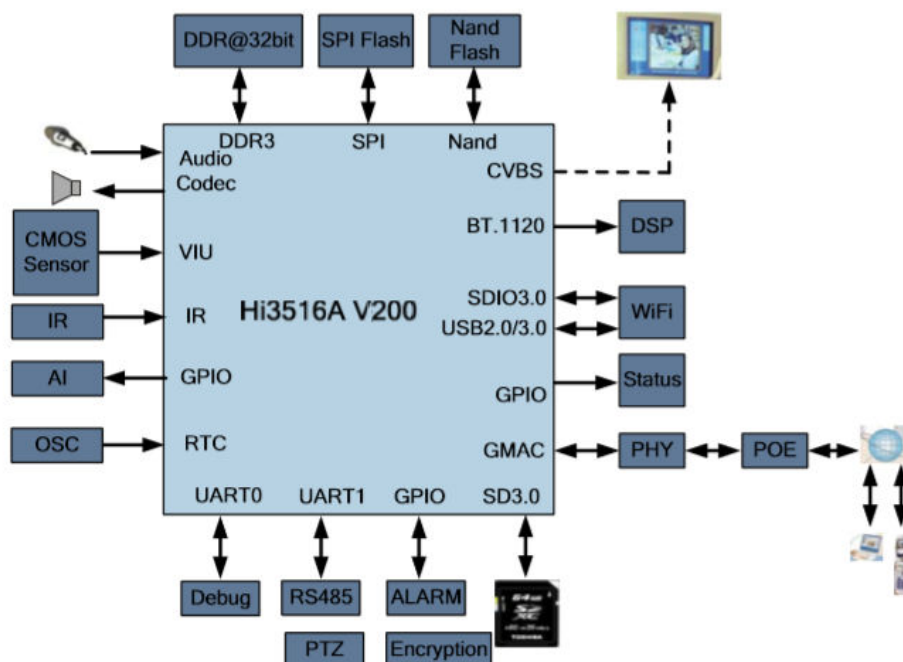 DDR@32bit
SPI Flash
Nand
Flash
DDR3
SPI
Nand
Audio
Codec
CVBS
CMOS
Sensor
VIU
BT.1120
DSP
Hi3516A V200
SDIO3.0
USB2.0/3.0
WiFi
IR
IR
AI
GPIO
GPIO
Status
OSC
RTC
GMAC
PHY
POE
UART0
UART1
GPIO
SD3.0
Debug
RS485
ALARM
64GB
TOSHIBA
PTZ
Encryption